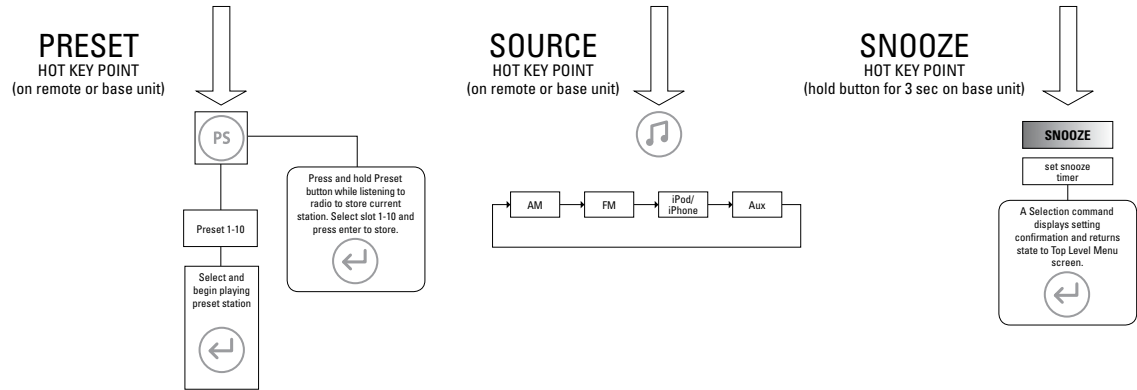 PRESET
HOT KEY POINT
(on remote or base unit)
PS
Press and hold Preset
button while listening to
radio to store current
station. Select slot 1-10 and
press enter to store.
Preset 1-10
Select and
begin playing
preset station
SOURCE
HOT KEY POINT
(on remote or base unit)
AM
FM
iPod/
iPhone
Aux
SNOOZE
HOT KEY POINT
(hold button for 3 sec on base unit)
SNOOZE
set snooze
timer
A Selection command
displays setting
confirmation and returns
state to Top Level Menu
screen.